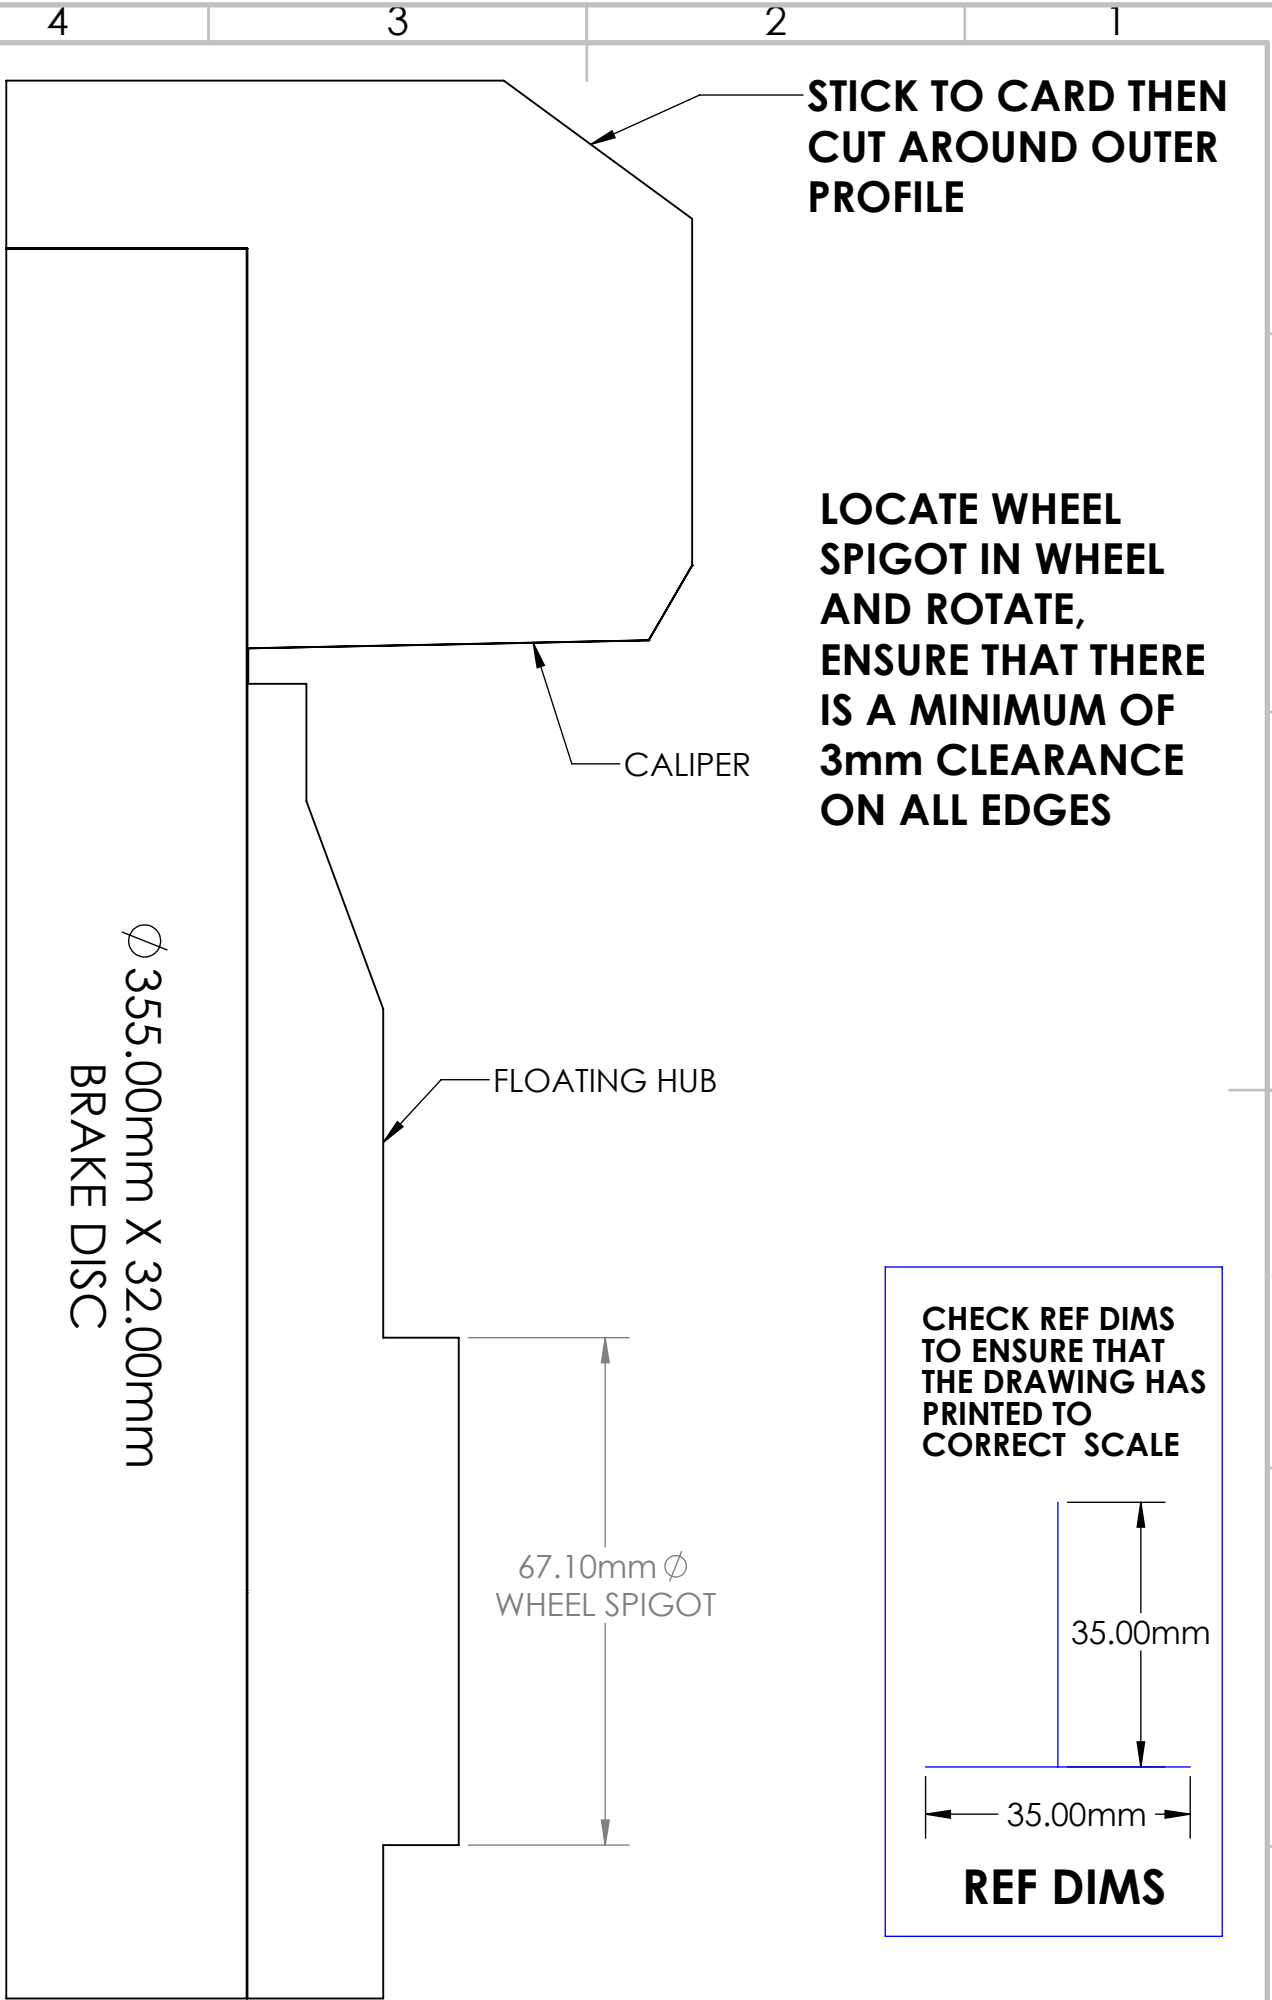 4 3 2 1
STICK TO CARD THEN
CUT AROUND OUTER
PROFILE
LOCATE WHEEL
SPIGOT IN WHEEL
AND ROTATE,
ENSURE THAT THERE
IS A MINIMUM OF
3mm CLEARANCE
ON ALL EDGES
CALIPER
FLOATING HUB
∅355.00mm X 32.00mm
BRAKE DISC
67.10mm∅
WHEEL SPIGOT
CHECK REF DIMS
TO ENSURE THAT
THE DRAWING HAS
PRINTED TO
CORRECT SCALE
35.00mm
35.00mm
REF DIMS